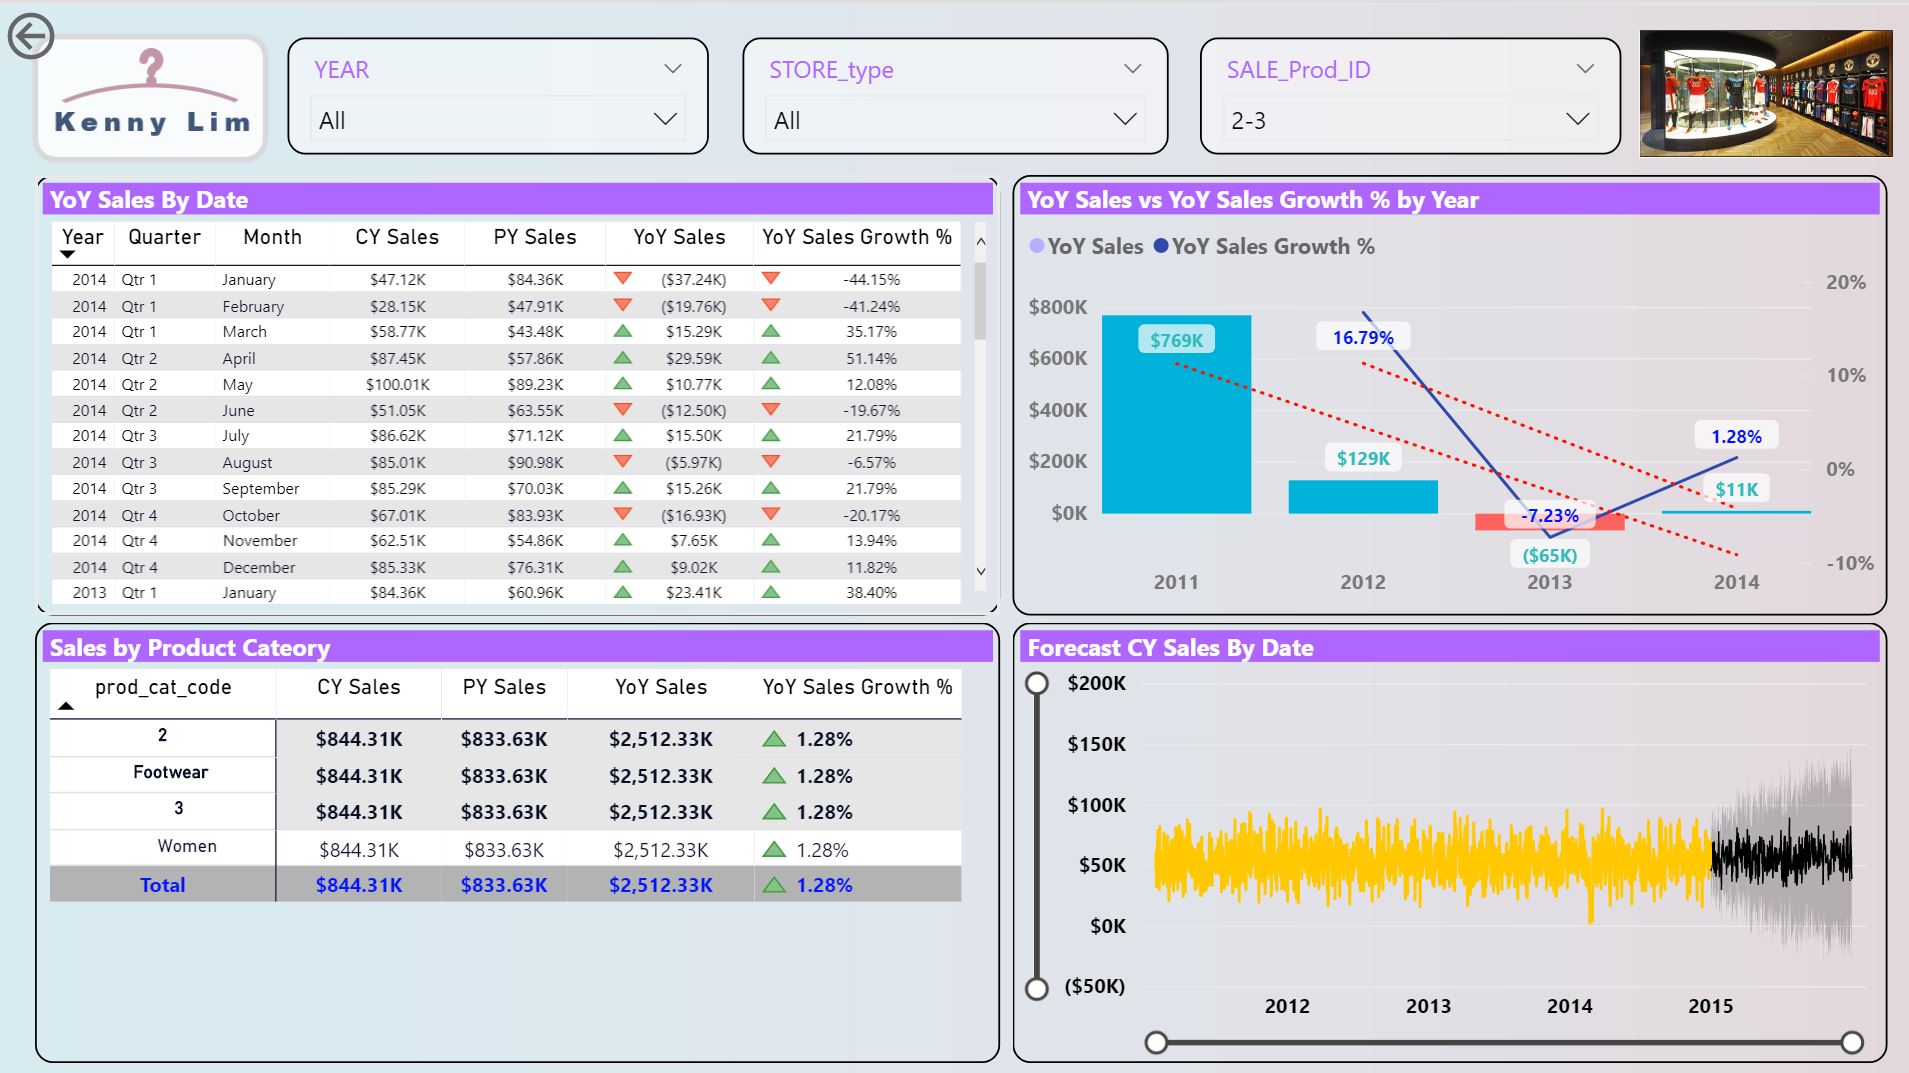 Kenny Lim
YEAR
All
STORE_type
All
SALE_Prod_ID
2-3
YoY Sales By Date
Year Quarter Month CY Sales PY Sales YoY Sales YoY Sales Growth %
2014 Qtr 1 January $47.12K $84.36K ($37.24K) -44.15%
2014 Qtr 1 February $28.15K $47.91K ($19.76K) -41.24%
2014 Qtr 1 March $58.77K $43.48K $15.29K 35.17%
2014 Qtr 2 April $87.45K $57.86K $29.59K 51.14%
2014 Qtr 2 May $100.01K $89.23K $10.77K 12.08%
2014 Qtr 2 June $51.05K $63.55K ($12.50K) -19.67%
2014 Qtr 3 July $86.62K $71.12K $15.50K 21.79%
2014 Qtr 3 August $85.01K $90.98K ($5.97K) -6.57%
2014 Qtr 3 September $85.29K $70.03K $15.26K 21.79%
2014 Qtr 4 October $67.01K $83.93K ($16.93K) -20.17%
2014 Qtr 4 November $62.51K $54.86K $7.65K 13.94%
2014 Qtr 4 December $85.33K $76.31K $9.02K 11.82%
2013 Qtr 1 January $84.36K $60.96K $23.41K 38.40%
YoY Sales vs YoY Sales Growth % by Year
YoY Sales YoY Sales Growth %
$800K
$600K
$400K
$200K
$0K
20%
10%
0%
-10%
$769K
16.79%
$129K
-7.23%
($65K)
1.28%
$11K
2011 2012 2013 2014
Sales by Product Cateory
prod_cat_code CY Sales PY Sales YoY Sales YoY Sales Growth %
2 $844.31K $833.63K $2,512.33K 1.28%
Footwear $844.31K $833.63K $2,512.33K 1.28%
3 $844.31K $833.63K $2,512.33K 1.28%
Women $844.31K $833.63K $2,512.33K 1.28%
Total $844.31K $833.63K $2,512.33K 1.28%
Forecast CY Sales By Date
$200K
$150K
$100K
$50K
$0K
($50K)
2012 2013 2014 2015